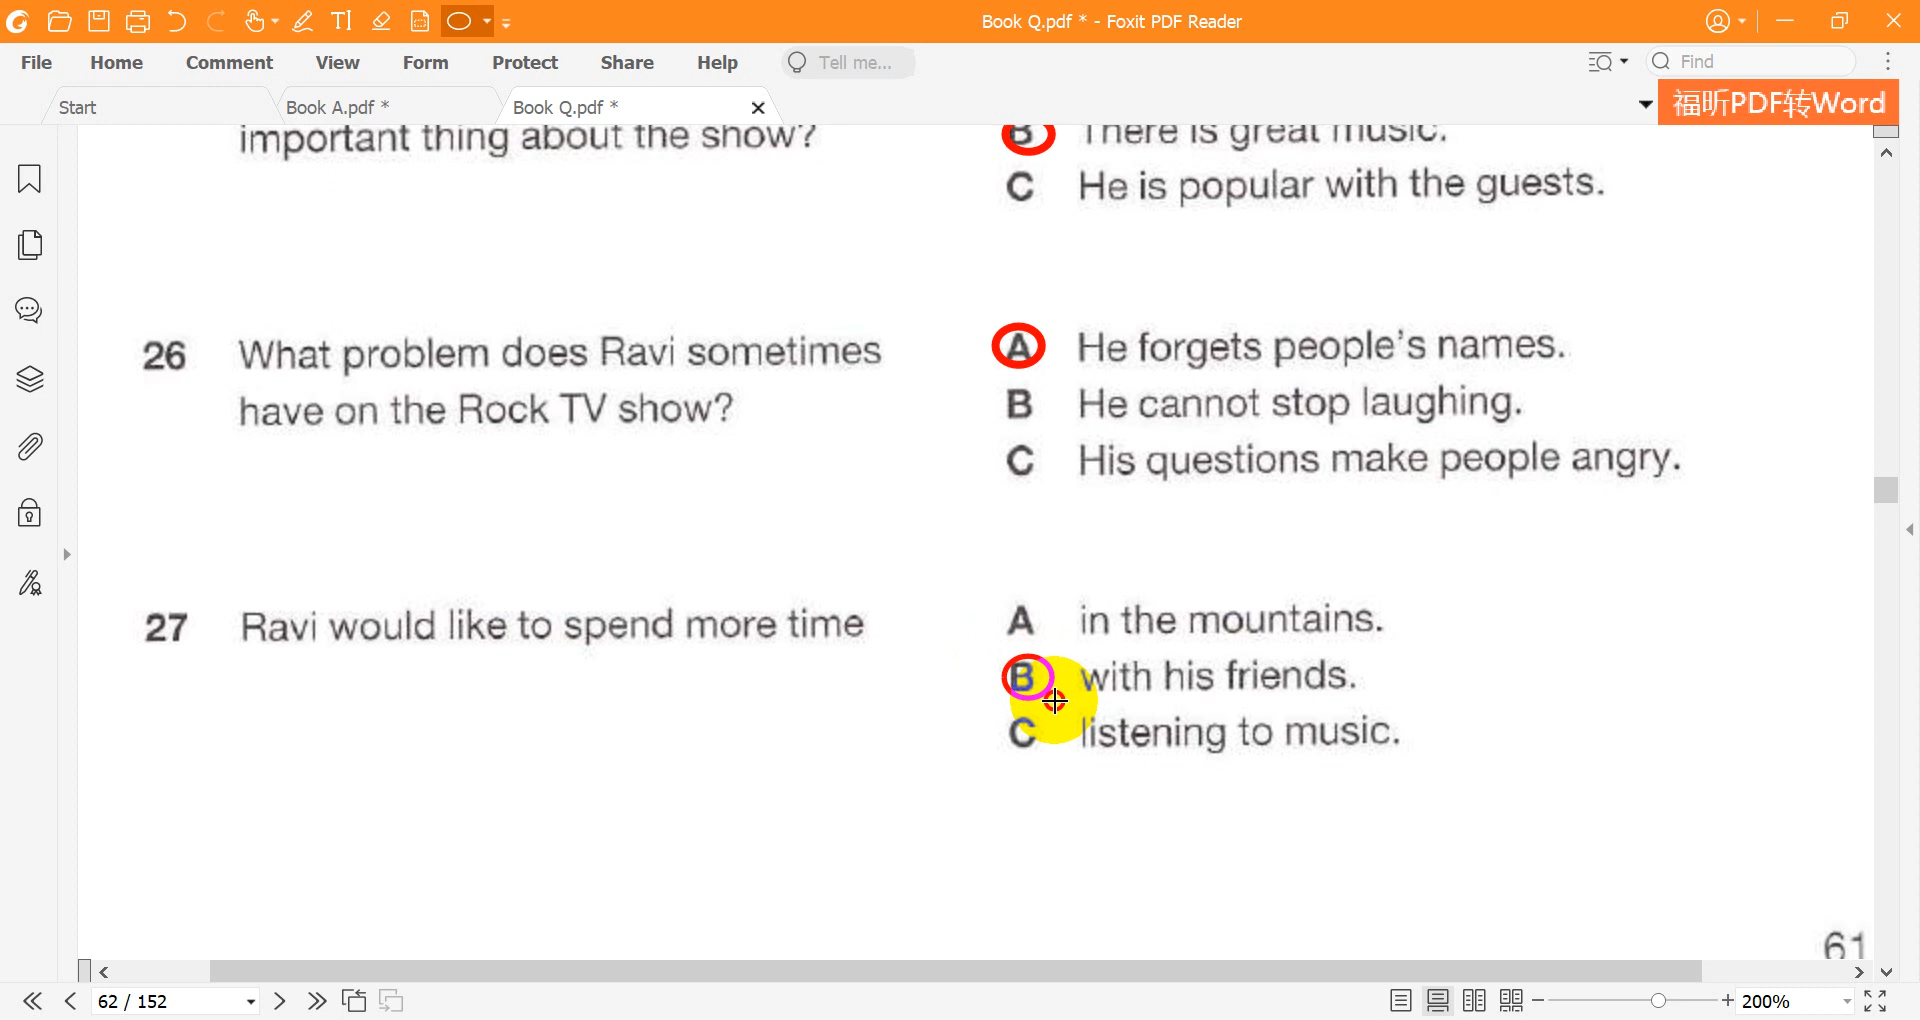 Book Q.pdf * - Foxit PDF Reader
File Home Comment View Form Protect Share Help Tell me... Find
Start Book A.pdf * Book Q.pdf * 福昕PDF转Word
important thing about the show? B There is great music.
C He is popular with the guests.
26 What problem does Ravi sometimes A He forgets people's names.
have on the Rock TV show? B He cannot stop laughing.
C His questions make people angry.
27 Ravi would like to spend more time A in the mountains.
B with his friends.
C listening to music.
61
62 / 152 200%